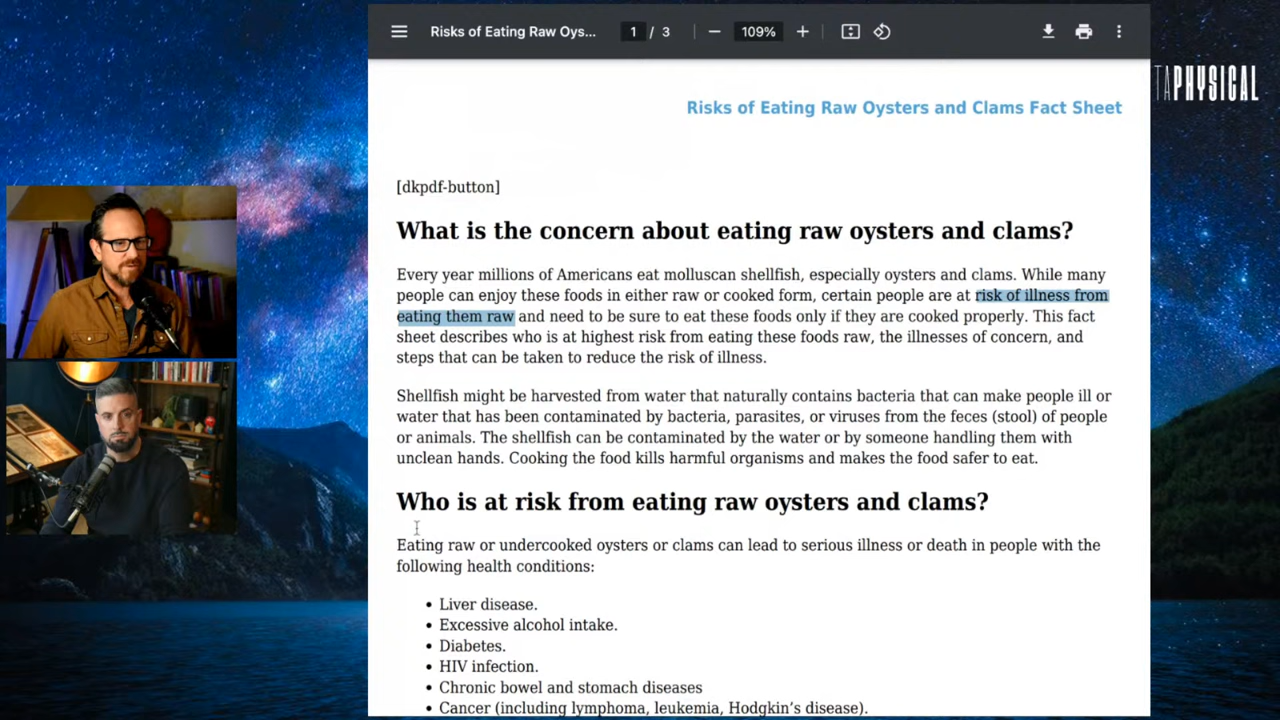 Risks of Eating Raw Oys...
1 / 3
109%
TAPHYSICAL
Risks of Eating Raw Oysters and Clams Fact Sheet
[dkpdf-button]
What is the concern about eating raw oysters and clams?
Every year millions of Americans eat molluscan shellfish, especially oysters and clams. While many
people can enjoy these foods in either raw or cooked form, certain people are at risk of illness from
eating them raw and need to be sure to eat these foods only if they are cooked properly. This fact
sheet describes who is at highest risk from eating these foods raw, the illnesses of concern, and
steps that can be taken to reduce the risk of illness.
Shellfish might be harvested from water that naturally contains bacteria that can make people ill or
water that has been contaminated by bacteria, parasites, or viruses from the feces (stool) of people
or animals. The shellfish can be contaminated by the water or by someone handling them with
unclean hands. Cooking the food kills harmful organisms and makes the food safer to eat.
Who is at risk from eating raw oysters and clams?
Eating raw or undercooked oysters or clams can lead to serious illness or death in people with the
following health conditions:
• Liver disease.
• Excessive alcohol intake.
• Diabetes.
• HIV infection.
• Chronic bowel and stomach diseases
• Cancer (including lymphoma, leukemia, Hodgkin’s disease).